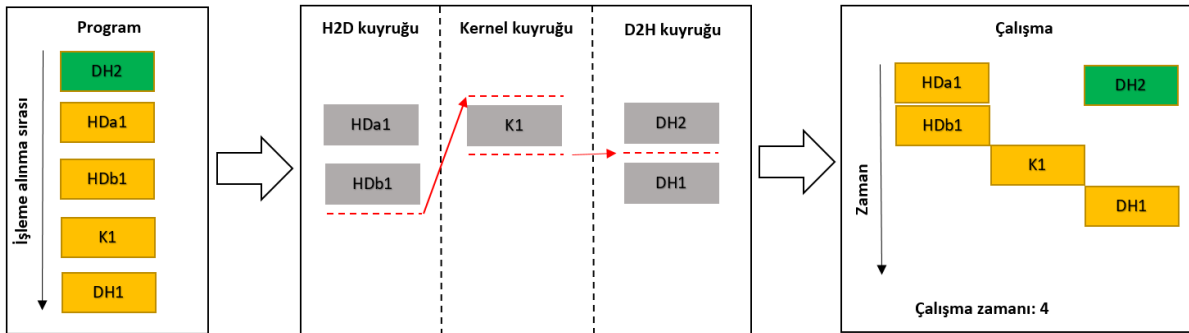 Program
İşleme alınma sırası
DH2
HDa1
HDb1
K1
DH1
H2D kuyruğu
Kernel kuyruğu
D2H kuyruğu
HDa1
K1
DH2
HDb1
DH1
Çalışma
Zaman
HDa1
DH2
HDb1
K1
DH1
Çalışma zamanı: 4